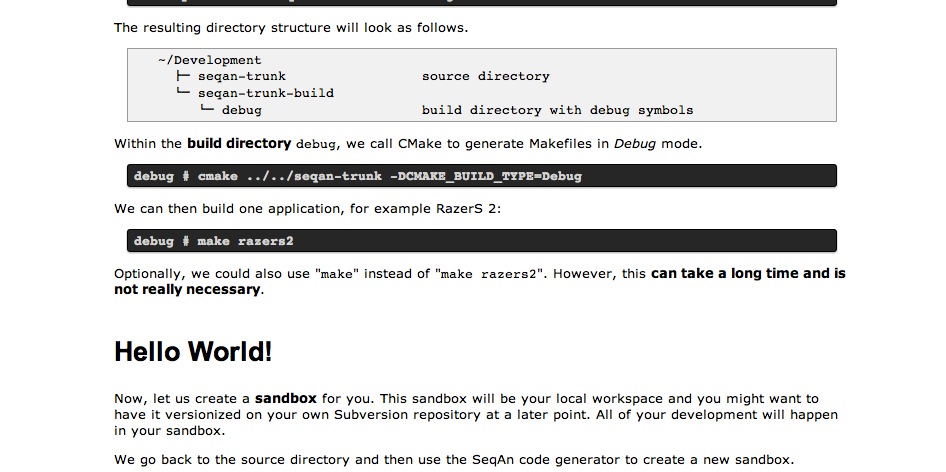 The resulting directory structure will look as follows.
~/Development
├─ seqan-trunk source directory
└─ seqan-trunk-build
└─ debug build directory with debug symbols
Within the build directory debug, we call CMake to generate Makefiles in Debug mode.
debug # cmake ../../seqan-trunk -DCMAKE_BUILD_TYPE=Debug
We can then build one application, for example RazerS 2:
debug # make razers2
Optionally, we could also use "make" instead of "make razers2". However, this can take a long time and is
not really necessary.
Hello World!
Now, let us create a sandbox for you. This sandbox will be your local workspace and you might want to
have it versionized on your own Subversion repository at a later point. All of your development will happen
in your sandbox.
We go back to the source directory and then use the SeqAn code generator to create a new sandbox.